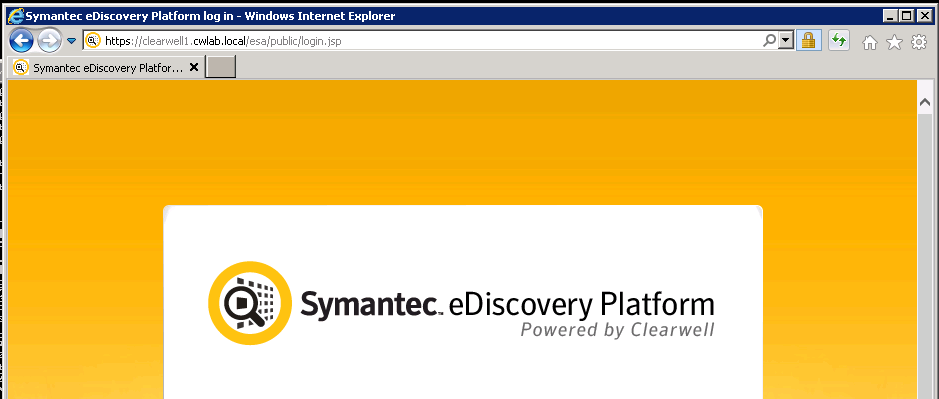 Symantec eDiscovery Platform log in - Windows Internet Explorer
https://clearwell1.cwlab.local/esa/public/login.jsp
Symantec eDiscovery Platfor...
Symantec™ eDiscovery Platform
Powered by Clearwell